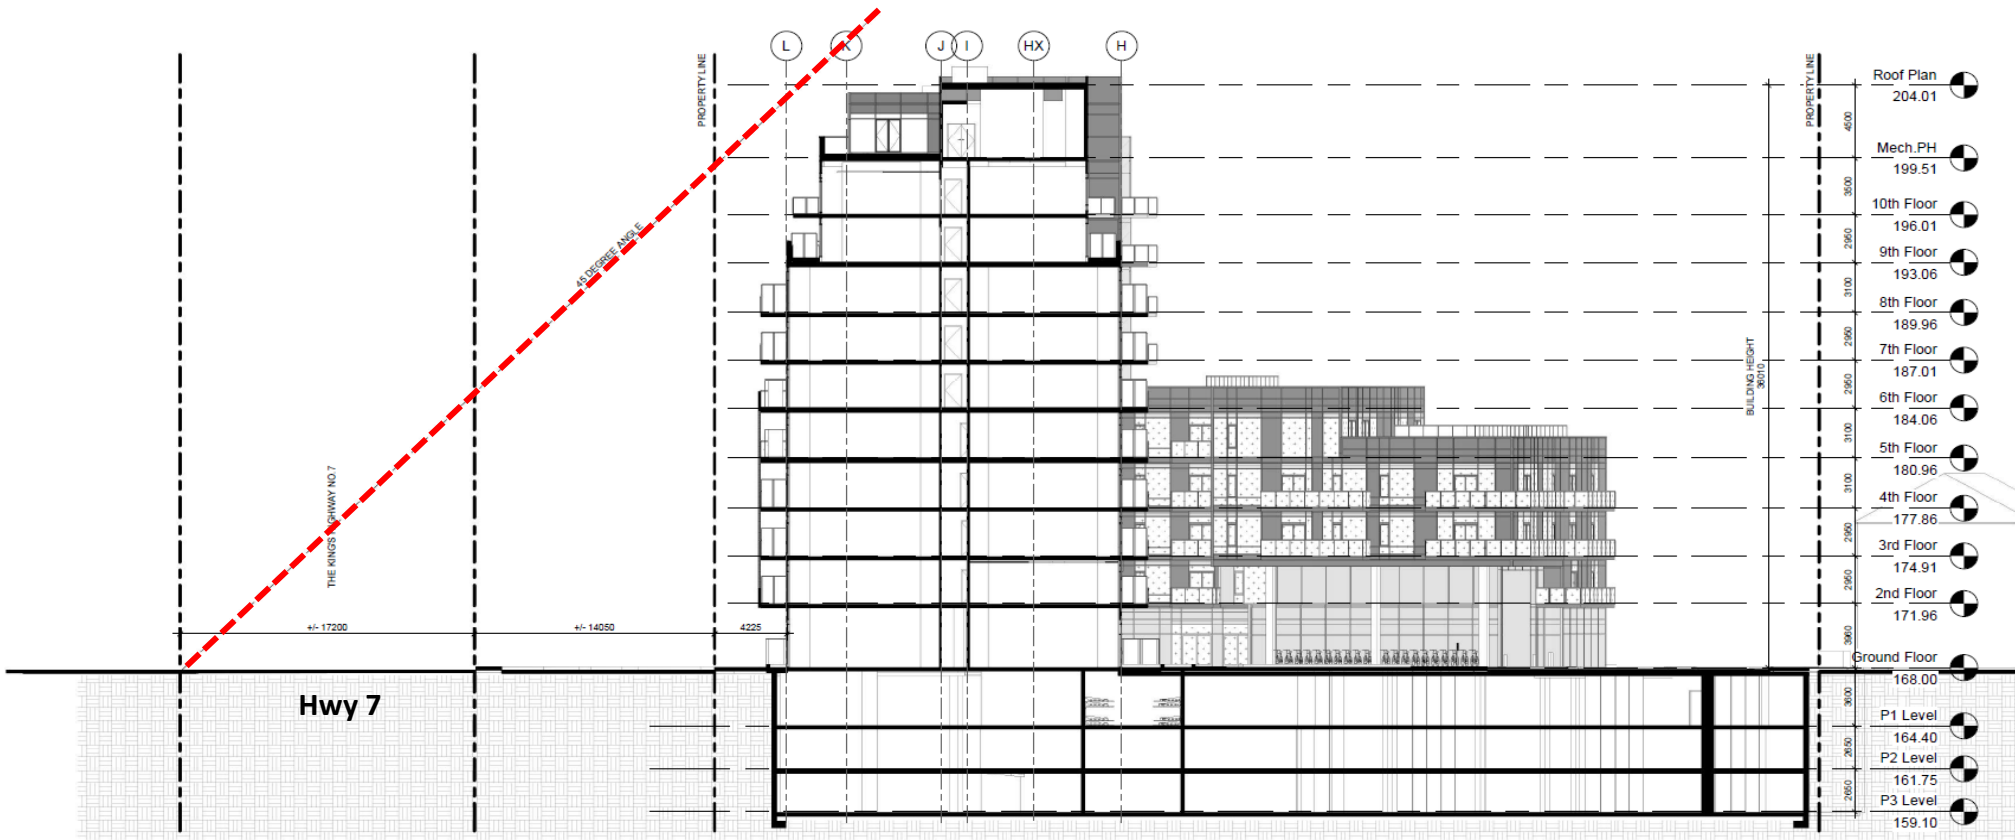 L
K
J
I
HX
H
PROPERTY LINE
PROPERTY LINE
45 DEGREE ANGLE
THE KING'S HIGHWAY NO.7
+/- 17200
+/- 14050
4225
Hwy 7
BUILDING HEIGHT
36010
Roof Plan
204.01
4500
Mech.PH
199.51
3500
10th Floor
196.01
2950
9th Floor
193.06
3100
8th Floor
189.96
2950
7th Floor
187.01
2950
6th Floor
184.06
3100
5th Floor
180.96
3100
4th Floor
177.86
2950
3rd Floor
174.91
2950
2nd Floor
171.96
3960
Ground Floor
168.00
P1 Level
164.40
2650
P2 Level
161.75
2650
P3 Level
159.10